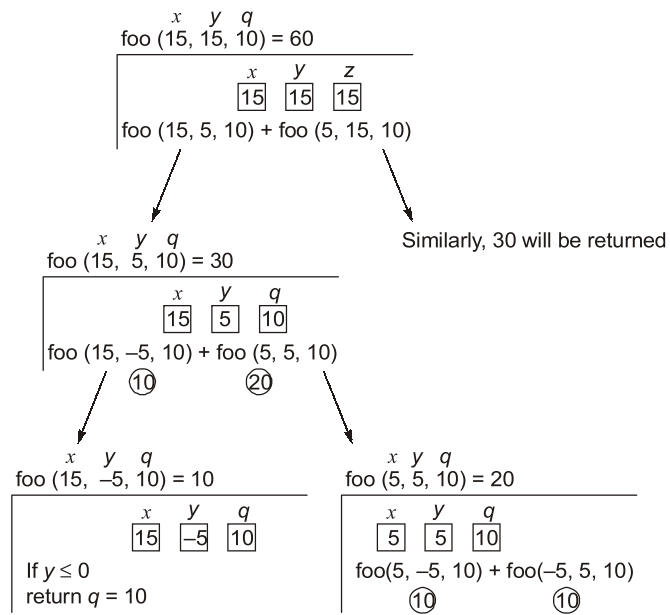 x y q
foo (15, 15, 10) = 60
x y z
15 15 15
foo (15, 5, 10) + foo (5, 15, 10)
x y q
foo (15, 5, 10) = 30
Similarly, 30 will be returned
x y q
15 5 10
foo (15, –5, 10) + foo (5, 5, 10)
10 20
x y q
foo (15, –5, 10) = 10
x y q
15 –5 10
If y ≤ 0
return q = 10
x y q
foo (5, 5, 10) = 20
x y q
5 5 10
foo(5, –5, 10) + foo(–5, 5, 10)
10 10